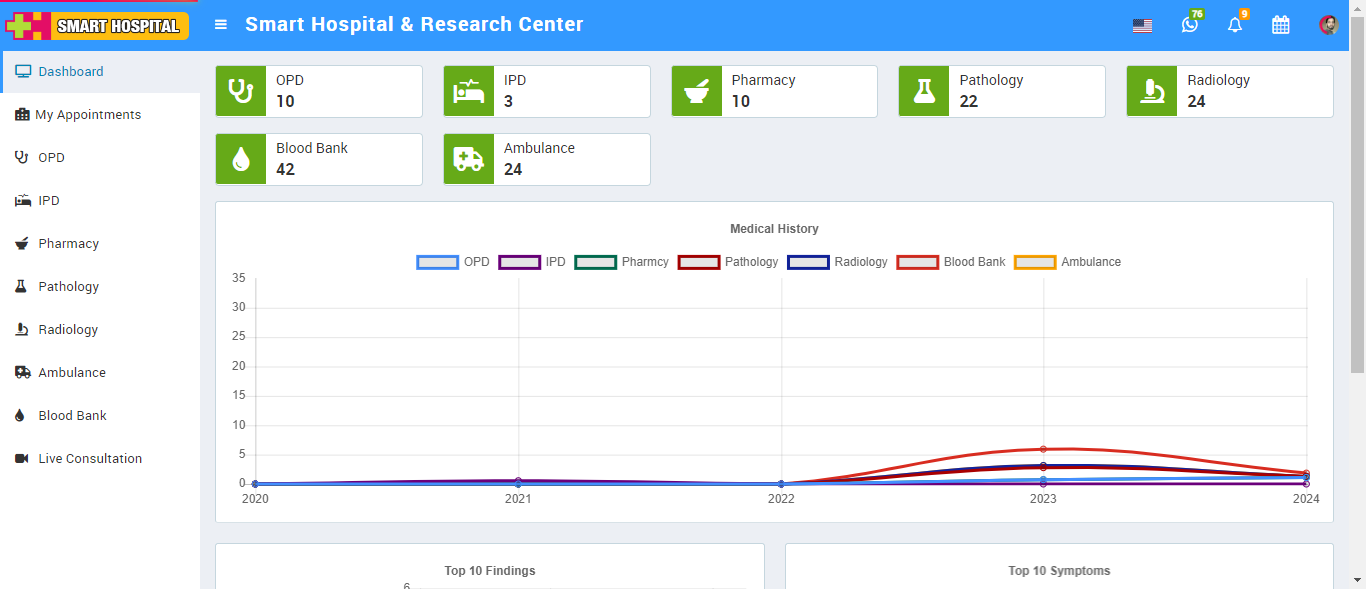 SMART HOSPITAL
Smart Hospital & Research Center
76
9
Dashboard
My Appointments
OPD
IPD
Pharmacy
Pathology
Radiology
Ambulance
Blood Bank
Live Consultation
OPD
10
IPD
3
Pharmacy
10
Pathology
22
Radiology
24
Blood Bank
42
Ambulance
24
Medical History
OPD IPD Pharmcy Pathology Radiology Blood Bank Ambulance
35
30
25
20
15
10
5
0
2020 2021 2022 2023 2024
Top 10 Findings
6
Top 10 Symptoms